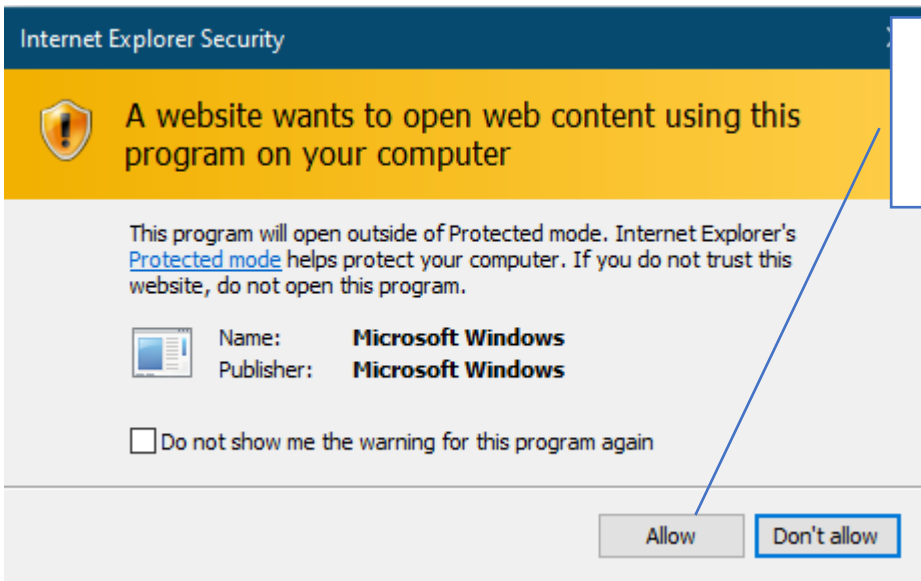 Internet Explorer Security
A website wants to open web content using this
program on your computer
This program will open outside of Protected mode. Internet Explorer's
Protected mode helps protect your computer. If you do not trust this
website, do not open this program.
Name: Microsoft Windows
Publisher: Microsoft Windows
Do not show me the warning for this program again
Allow Don't allow